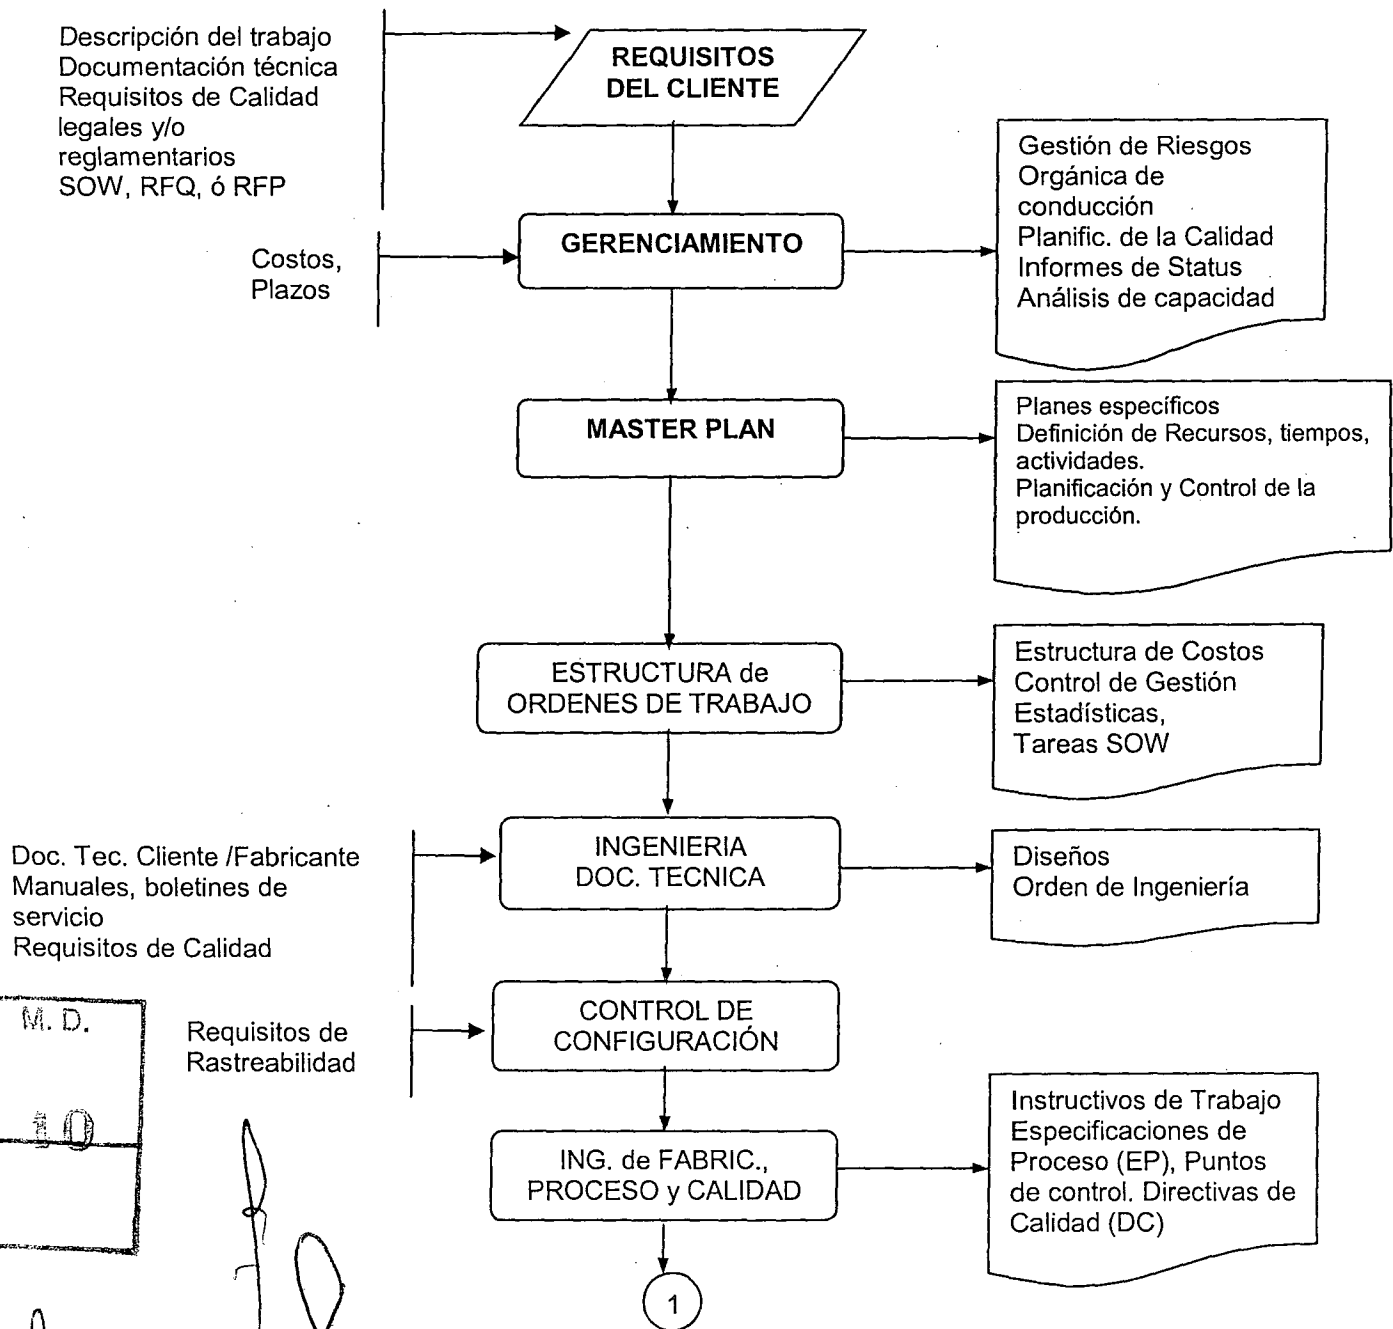 Descripción del trabajo
Documentación técnica
Requisitos de Calidad
legales y/o
reglamentarios
SOW, RFQ, ó RFP
REQUISITOS
DEL CLIENTE
Costos,
Plazos
GERENCIAMIENTO
Gestión de Riesgos
Orgánica de
conducción
Planific. de la Calidad
Informes de Status
Análisis de capacidad
MASTER PLAN
Planes específicos
Definición de Recursos, tiempos,
actividades.
Planificación y Control de la
producción.
ESTRUCTURA de
ORDENES DE TRABAJO
Estructura de Costos
Control de Gestión
Estadísticas,
Tareas SOW
Doc. Tec. Cliente /Fabricante
Manuales, boletines de
servicio
Requisitos de Calidad
INGENIERIA
DOC. TECNICA
Diseños
Orden de Ingeniería
M. D.
10
Requisitos de
Rastreabilidad
CONTROL DE
CONFIGURACIÓN
ING. de FABRIC.,
PROCESO y CALIDAD
Instructivos de Trabajo
Especificaciones de
Proceso (EP), Puntos
de control. Directivas de
Calidad (DC)
1